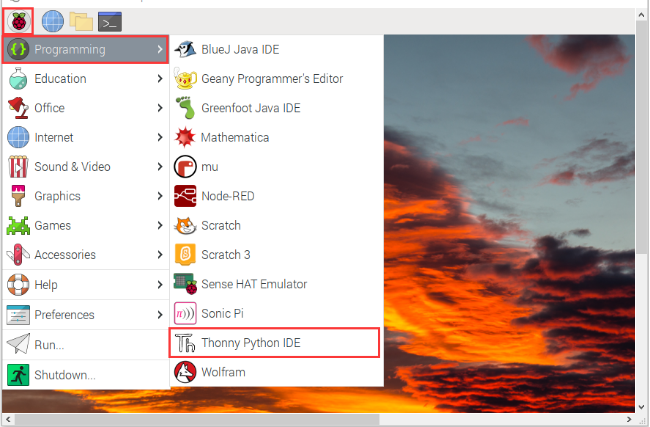 Programming
Education
Office
Internet
Sound & Video
Graphics
Games
Accessories
Help
Preferences
Run...
Shutdown...
BlueJ Java IDE
Geany Programmer's Editor
Greenfoot Java IDE
Mathematica
mu
Node-RED
Scratch
Scratch 3
Sense HAT Emulator
Sonic Pi
Thonny Python IDE
Wolfram